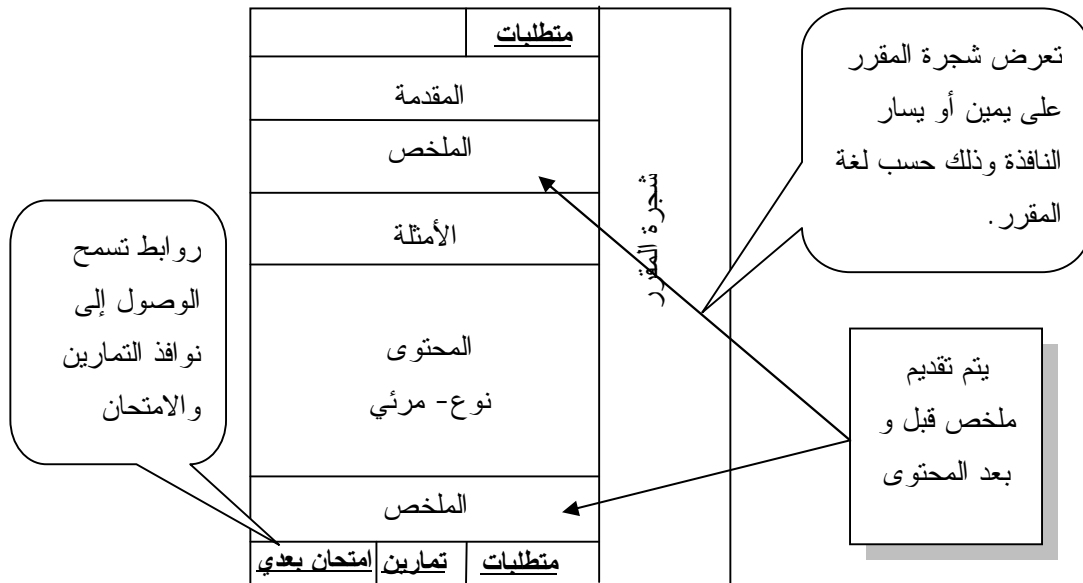 متطلبات
المقدمة
الملخص
الأمثلة
المحتوى
نوع- مرئي
الملخص
متطلبات
تمارين
امتحان بعدي
شجرة المقرر
تعرض شجرة المقرر
على يمين أو يسار
النافذة وذلك حسب لغة
المقرر.
يتم تقديم
ملخص قبل و
بعد المحتوى
روابط تسمح
الوصول إلى
نوافذ التمارين
والامتحان